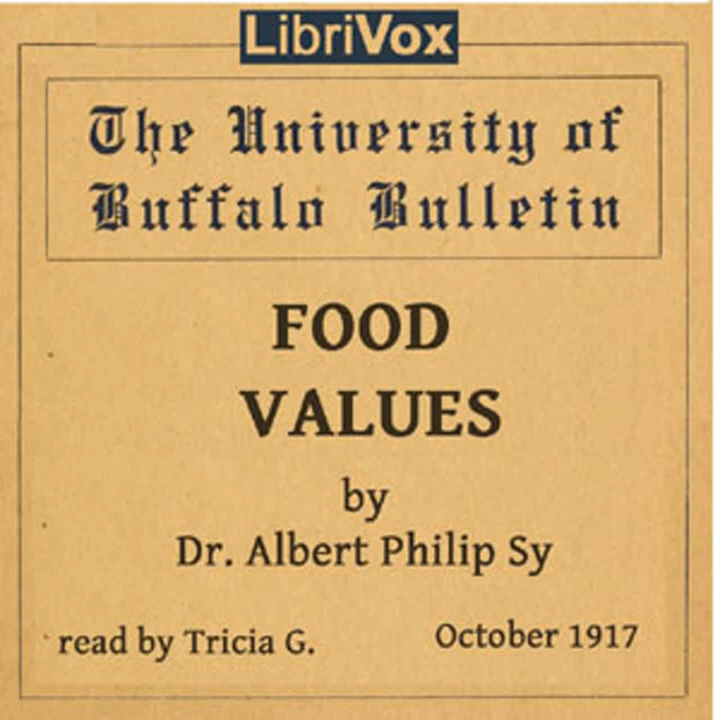 LibriVox
The University of
Buffalo Bulletin
FOOD
VALUES
by
Dr. Albert Philip Sy
read by Tricia G.
October 1917